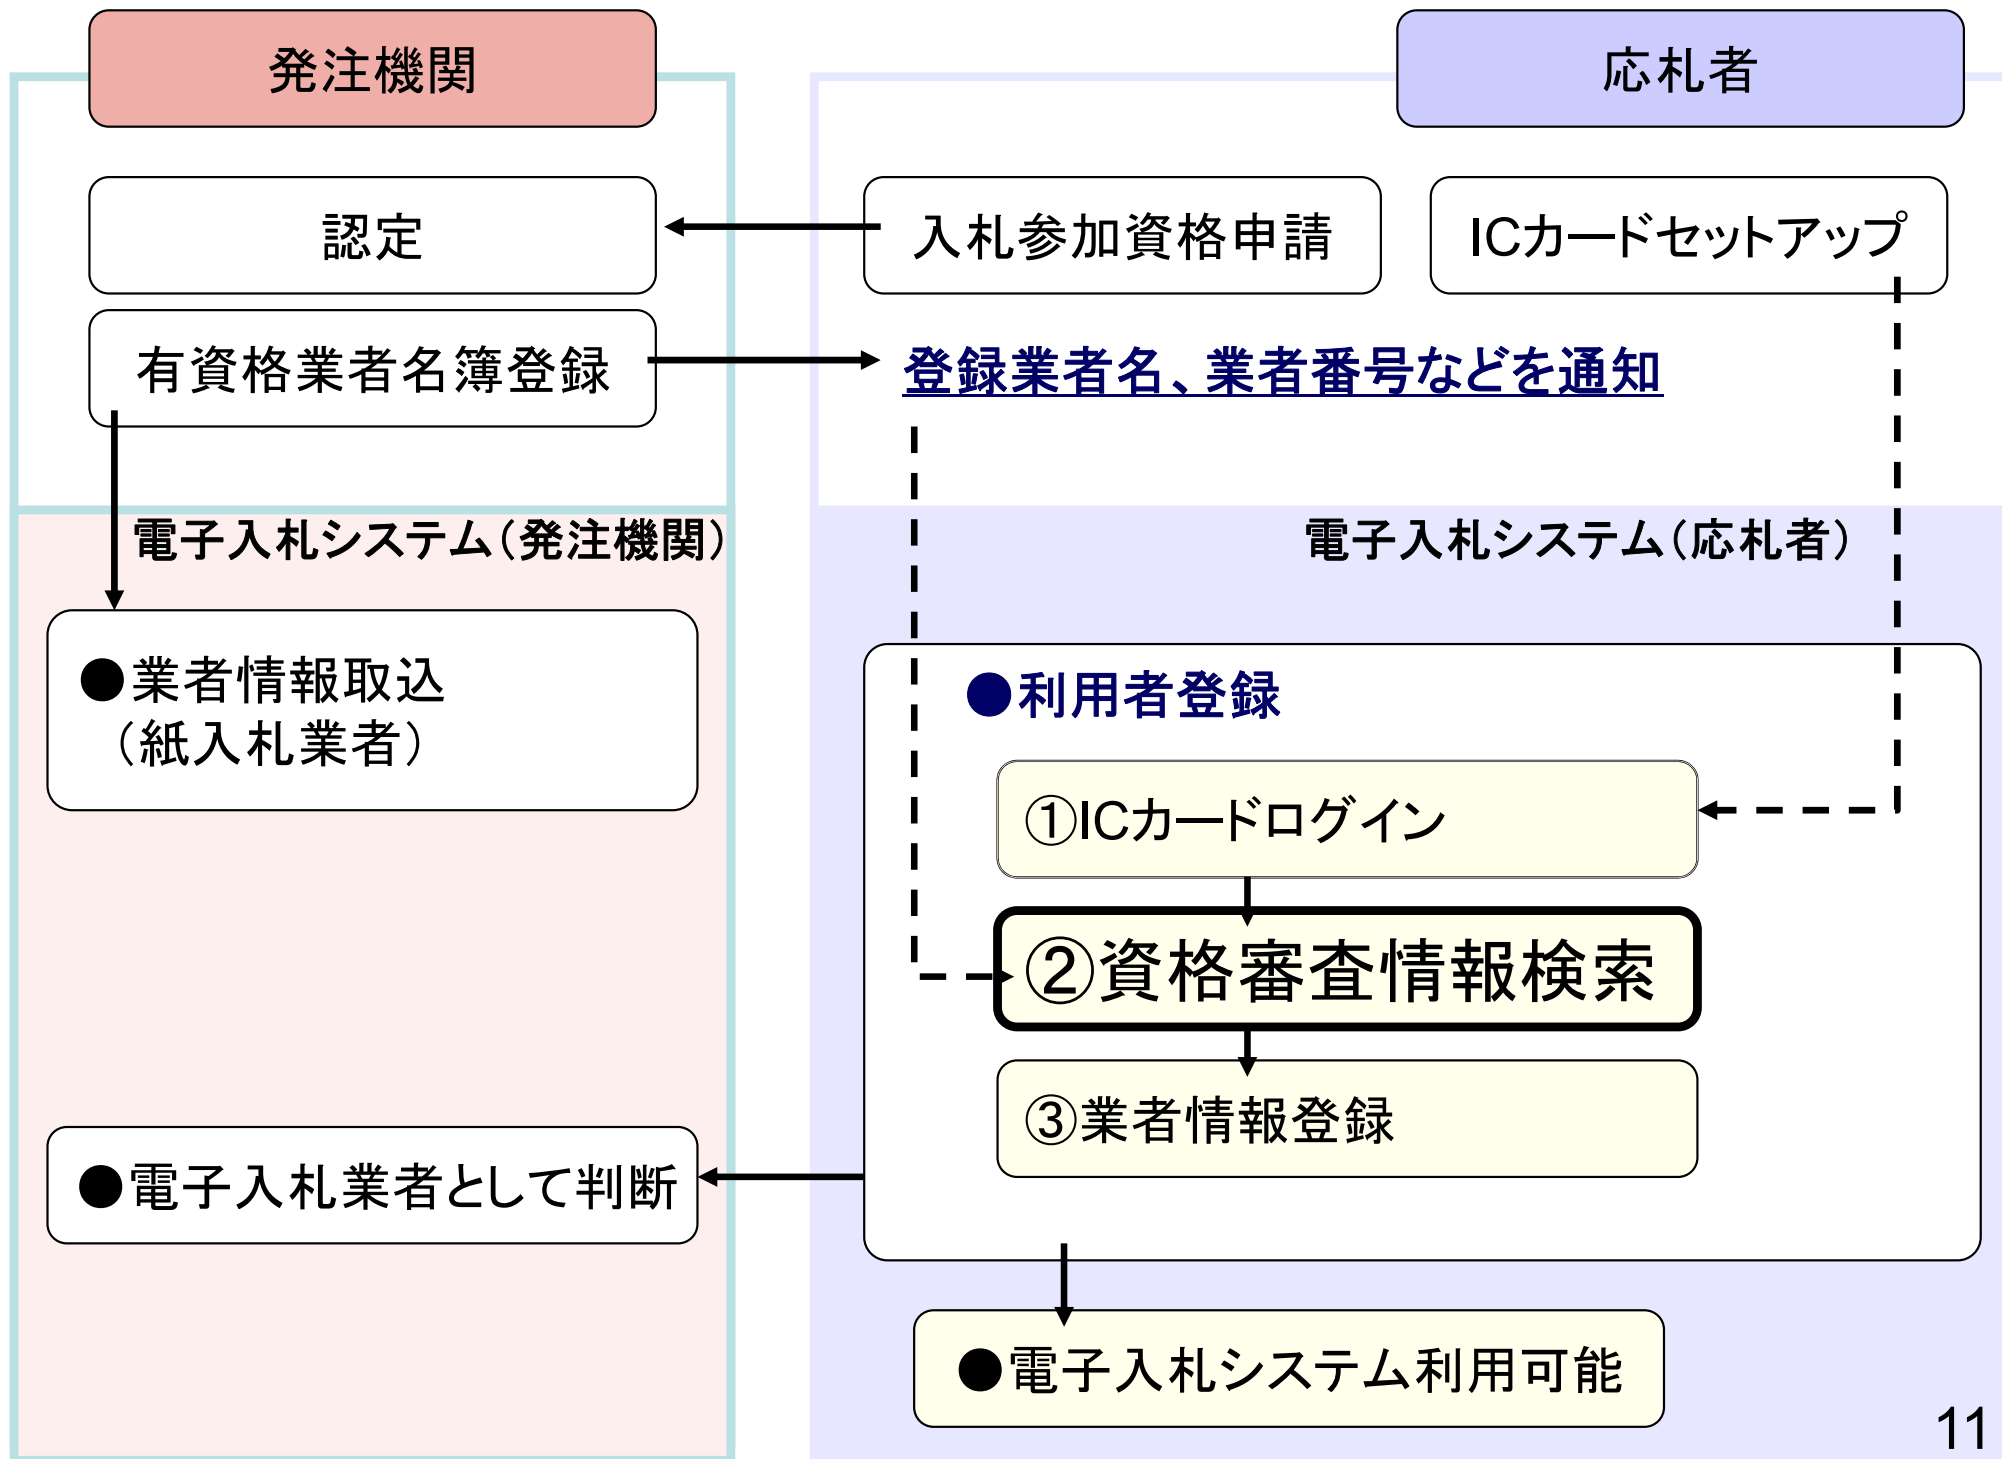 発注機関
応札者
認定
入札参加資格申請
ICカードセットアップ
有資格業者名簿登録
登録業者名、業者番号などを通知
電子入札システム（発注機関）
電子入札システム（応札者）
●業者情報取込
（紙入札業者）
●利用者登録
①ICカードログイン
②資格審査情報検索
③業者情報登録
●電子入札業者として判断
●電子入札システム利用可能
11